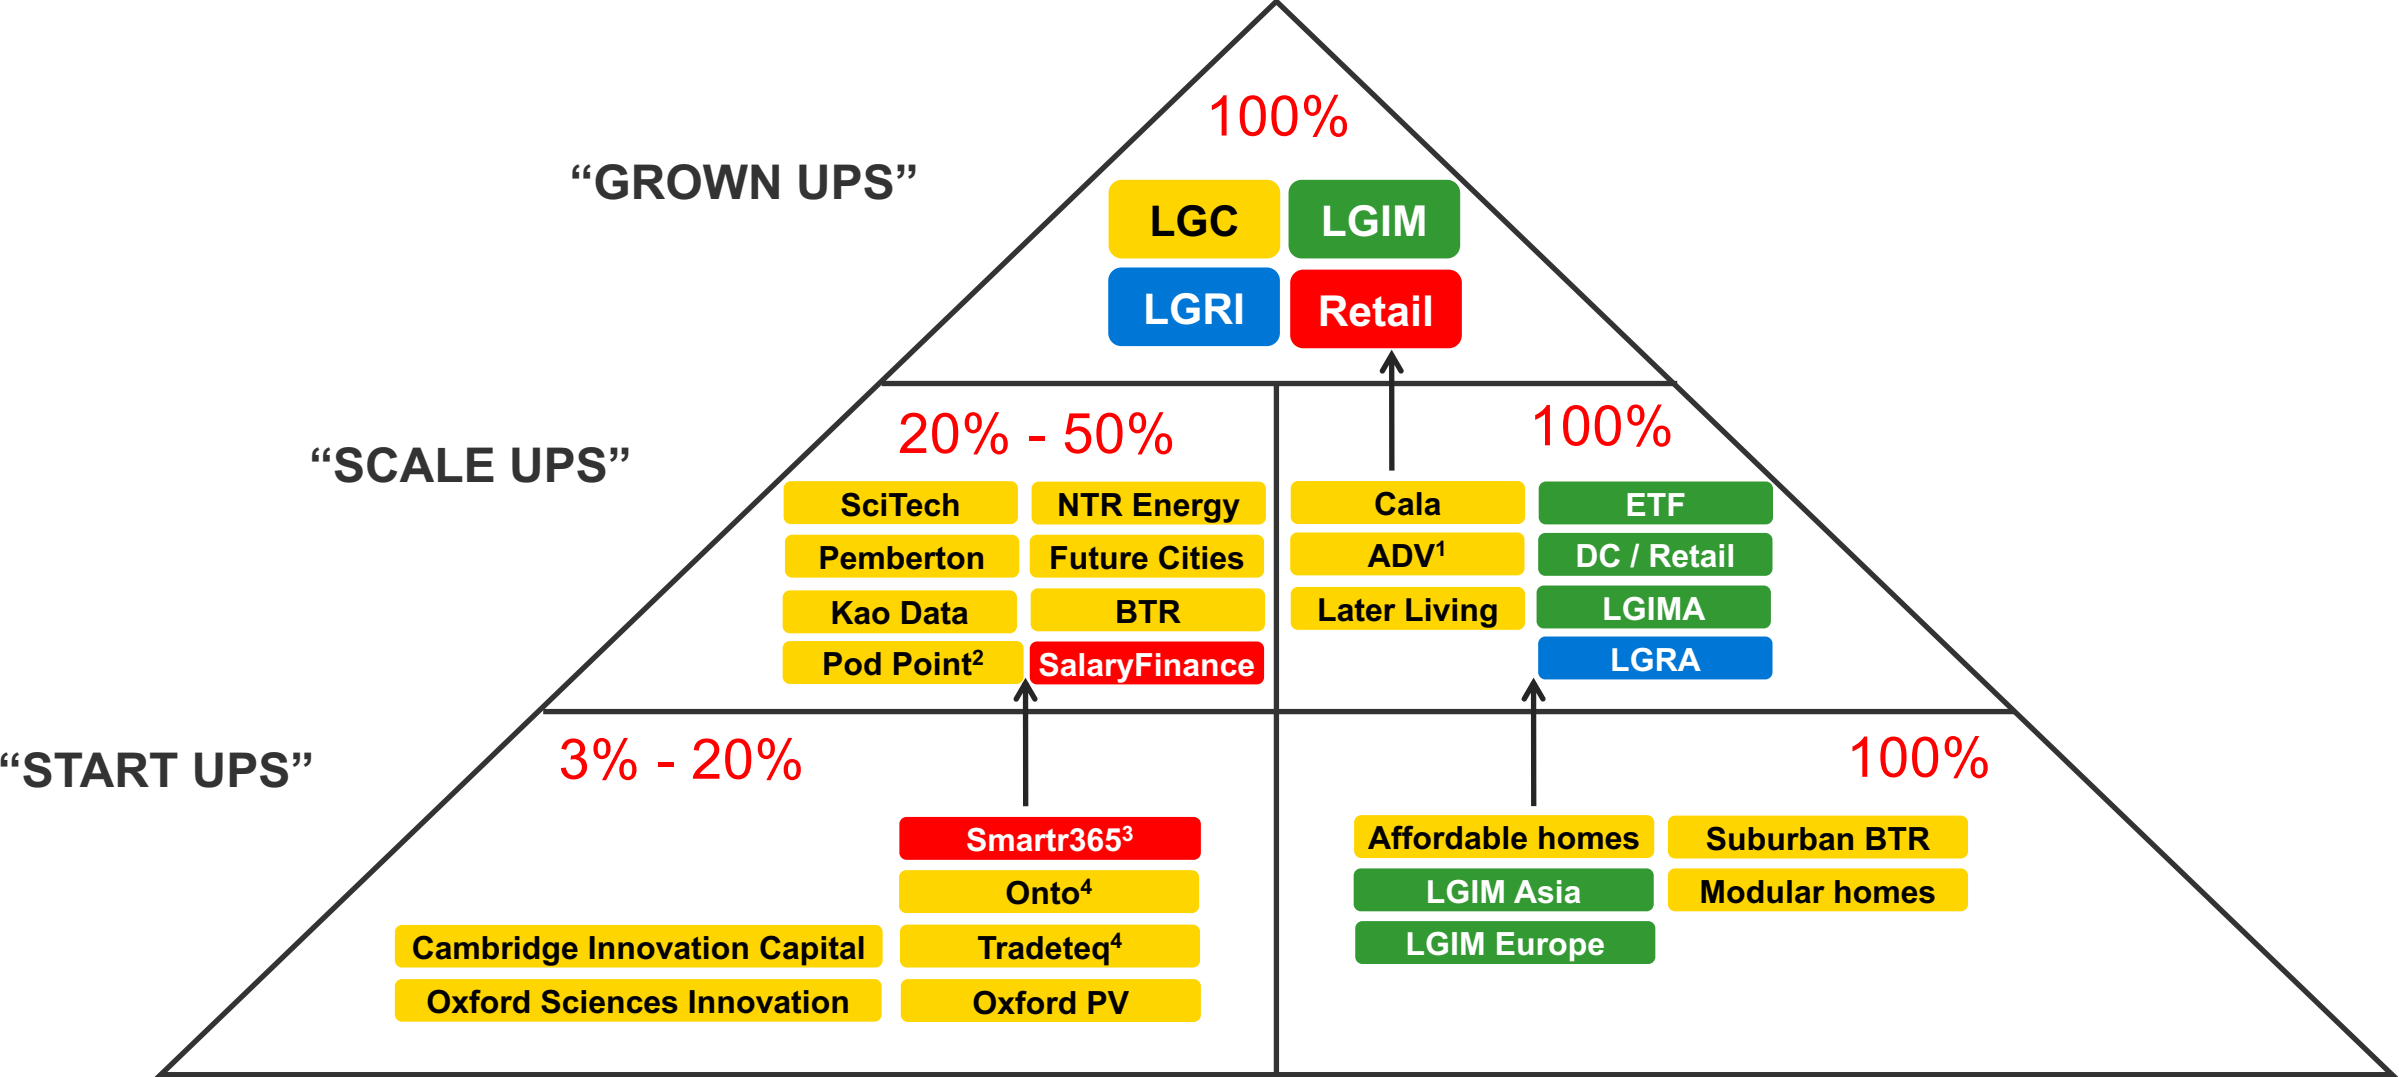 100%
“GROWN UPS”
LGC
LGIM
LGRI
Retail
20% - 50%
100%
“SCALE UPS”
SciTech
NTR Energy
Cala
ETF
Pemberton
Future Cities
ADV¹
DC / Retail
Kao Data
BTR
Later Living
LGIMA
Pod Point²
SalaryFinance
LGRA
3% - 20%
100%
“START UPS”
Smartr365³
Affordable homes
Suburban BTR
Onto⁴
LGIM Asia
Modular homes
Cambridge Innovation Capital
Tradeteq⁴
LGIM Europe
Oxford Sciences Innovation
Oxford PV